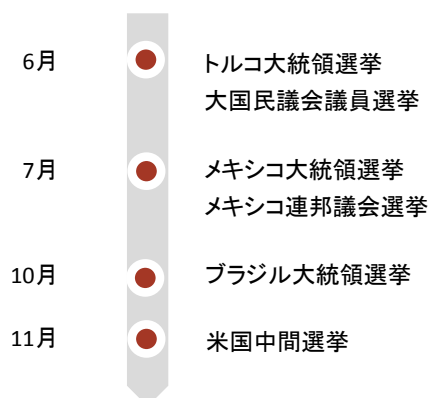 6月 トルコ大統領選挙
大国民議会議員選挙
7月 メキシコ大統領選挙
メキシコ連邦議会選挙
10月 ブラジル大統領選挙
11月 米国中間選挙